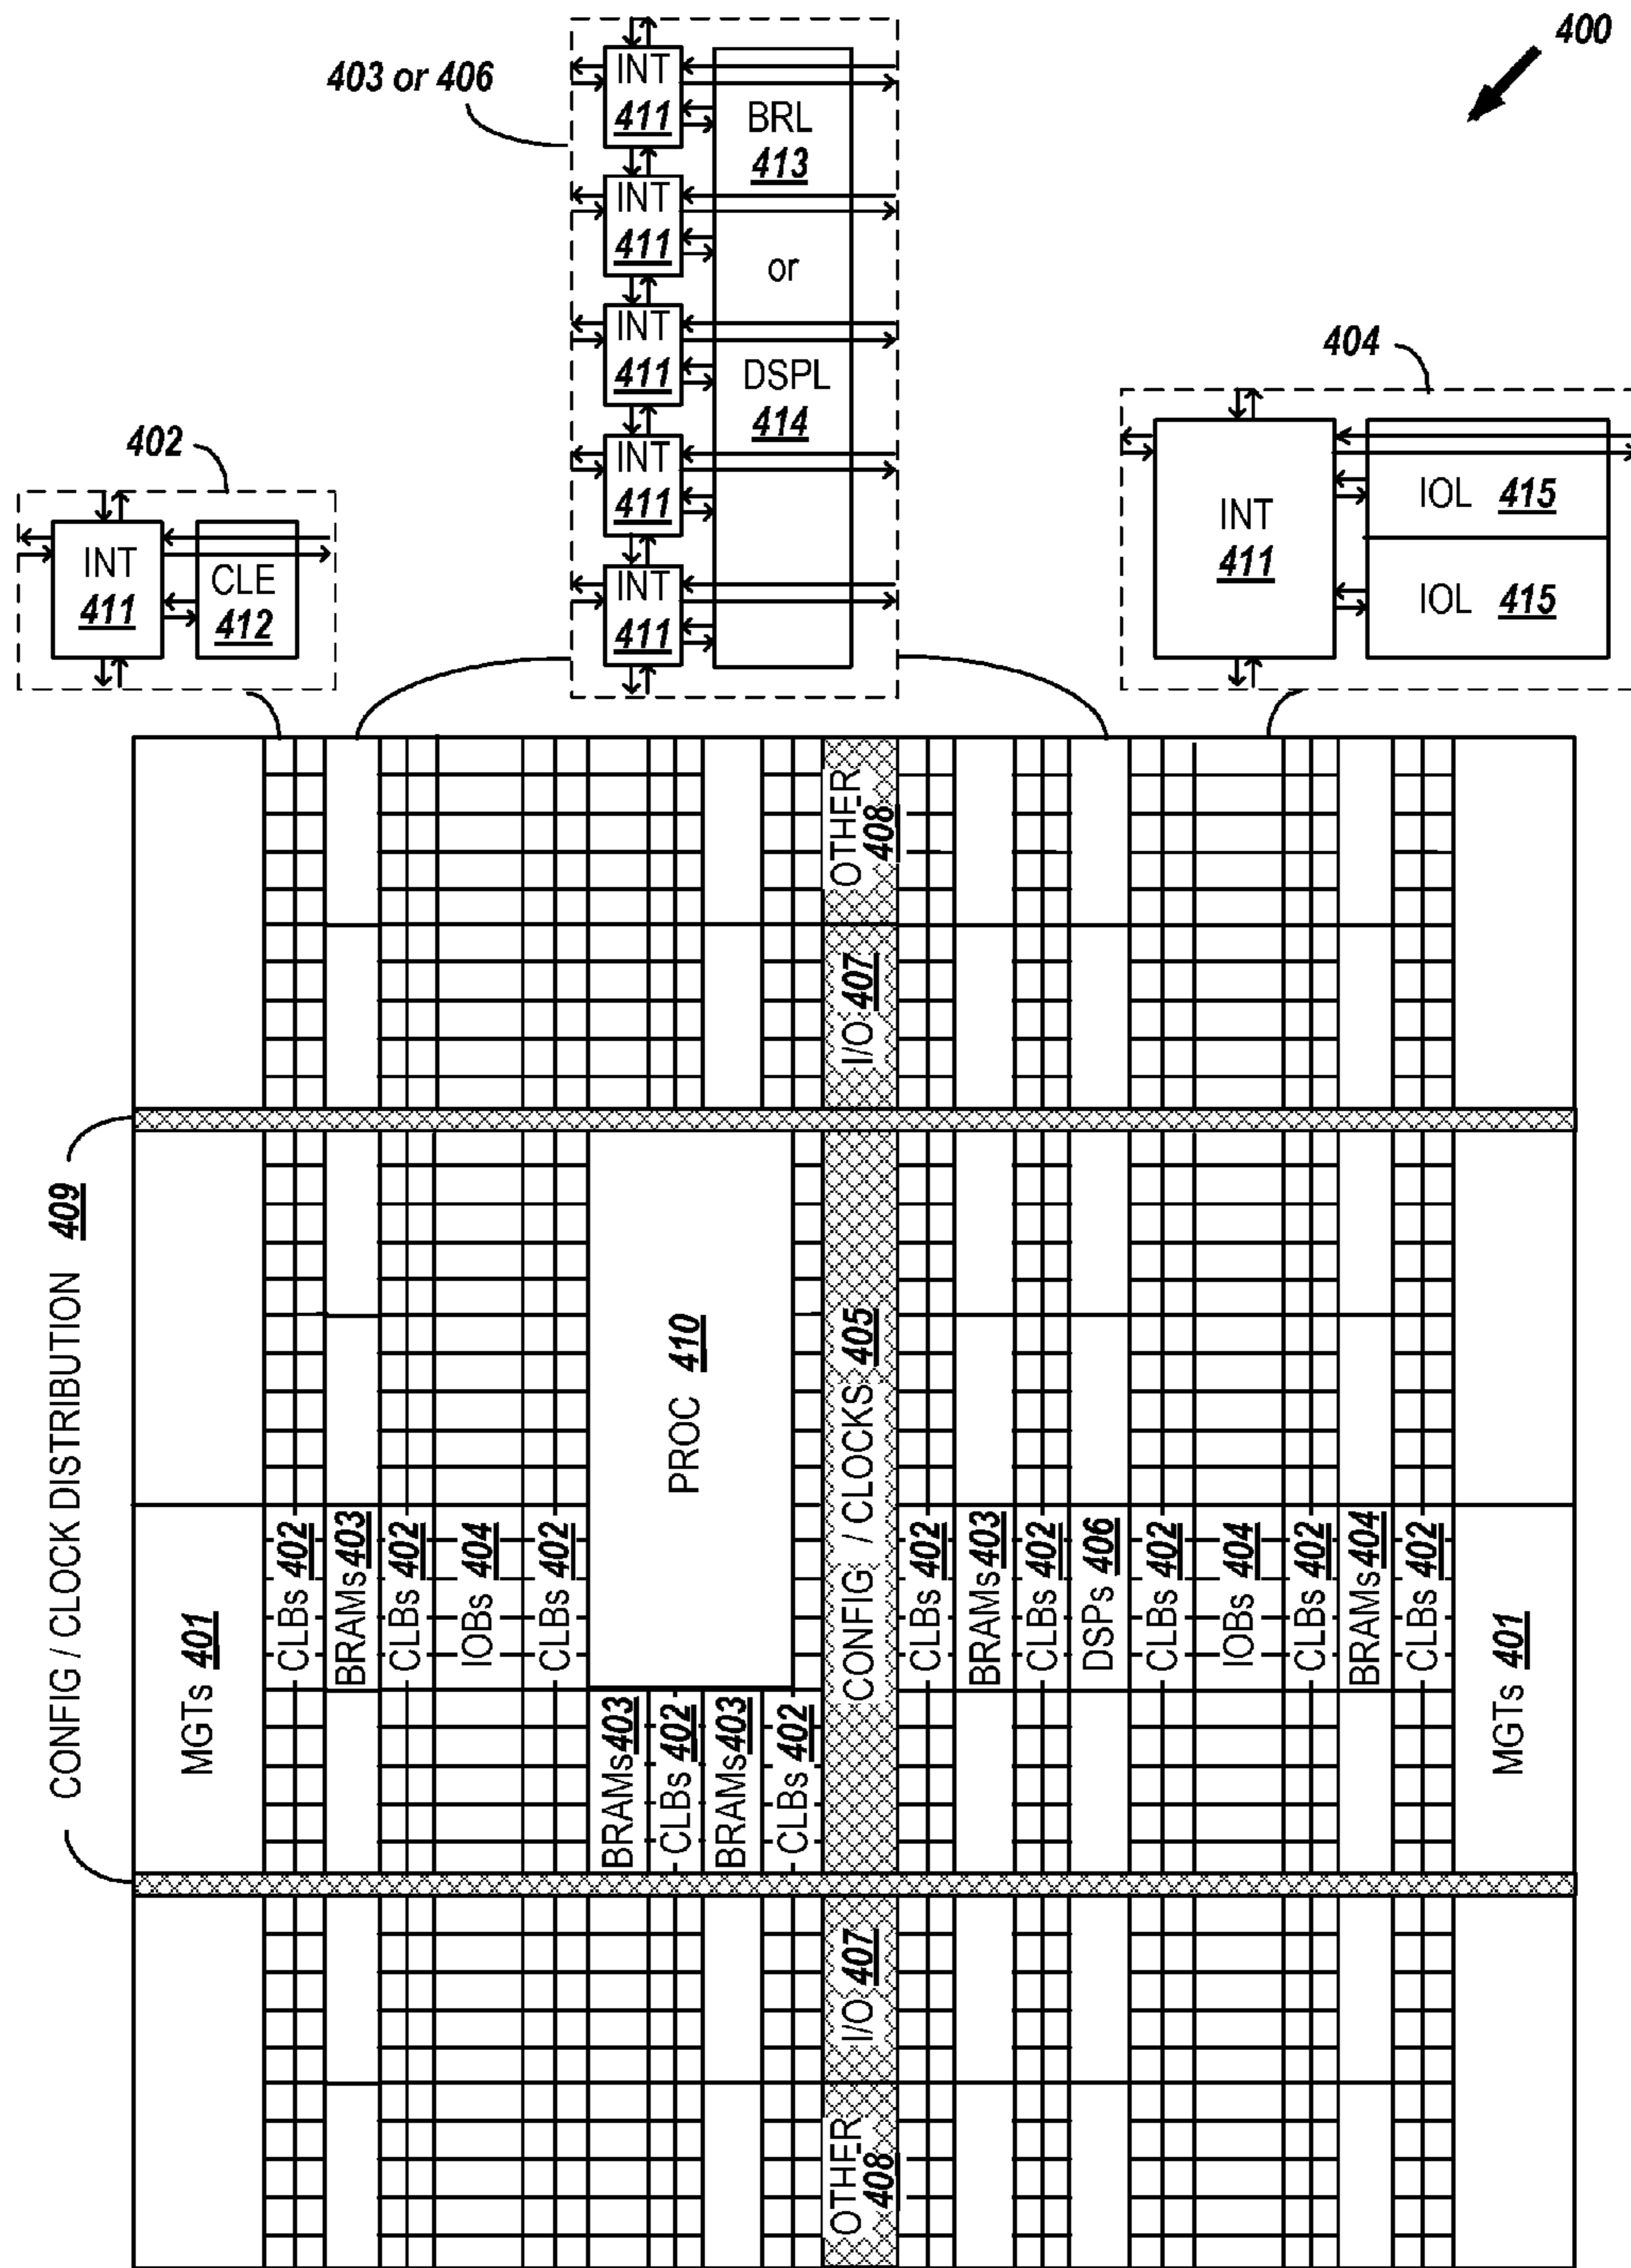 400
403 or 406
INT
411
INT
411
INT
411
INT
411
INT
411
BRL
413
or
DSPL
414
404
INT
411
IOL 415
IOL 415
402
INT
411
CLE
412
OTHER
408
I/O 407
CONFIG / CLOCK DISTRIBUTION 409
PROC 410
CONFIG / CLOCKS 405
MGTs 401
CLBs 402
BRAMs 403
CLBs 402
IOBs 404
CLBs 402
BRAMs 403
CLBs 402
BRAMs 403
CLBs 402
CLBs 402
BRAMs 403
CLBs 402
DSPs 406
CLBs 402
IOBs 404
CLBs 402
BRAMs 404
CLBs 402
MGTs 401
I/O 407
OTHER
408